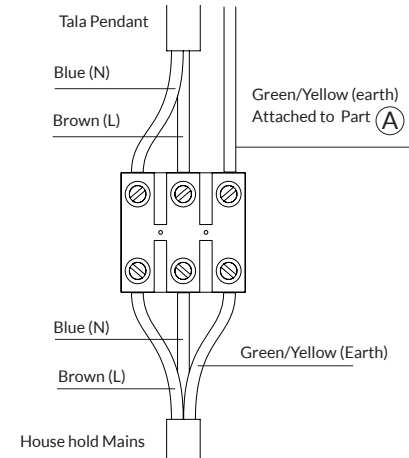 Tala Pendant
Blue (N)
Brown (L)
Green/Yellow (earth)
Attached to Part A
Blue (N)
Green/Yellow (Earth)
Brown (L)
House hold Mains